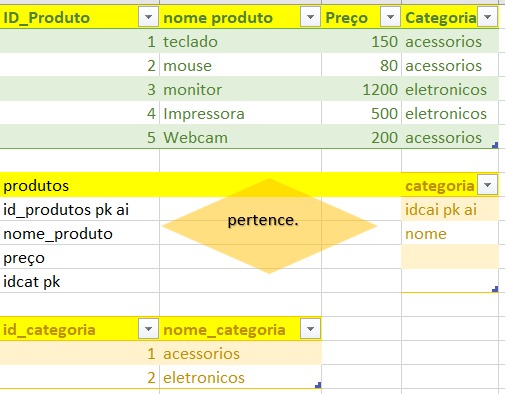 ID_Produto nome produto Preço Categoria
1 teclado 150 acessorios
2 mouse 80 acessorios
3 monitor 1200 eletronicos
4 Impressora 500 eletronicos
5 Webcam 200 acessorios
produtos categoria
id_produtos pk ai idcai pk ai
nome_produto pertence. nome
preço
idcat pk
id_categoria nome_categoria
1 acessorios
2 eletronicos